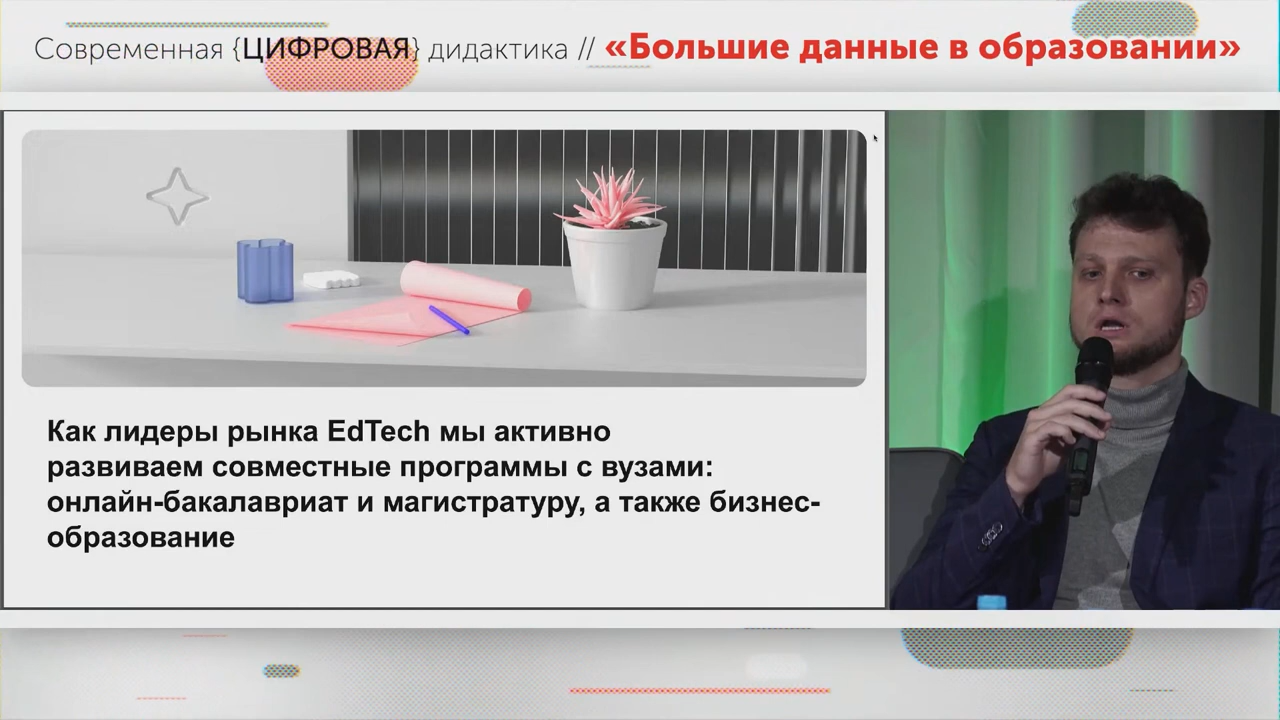 Современная {ЦИФРОВАЯ} дидактика // «Большие данные в образовании»
Как лидеры рынка EdTech мы активно
развиваем совместные программы с вузами:
онлайн-бакалавриат и магистратуру, а также бизнес-
образование